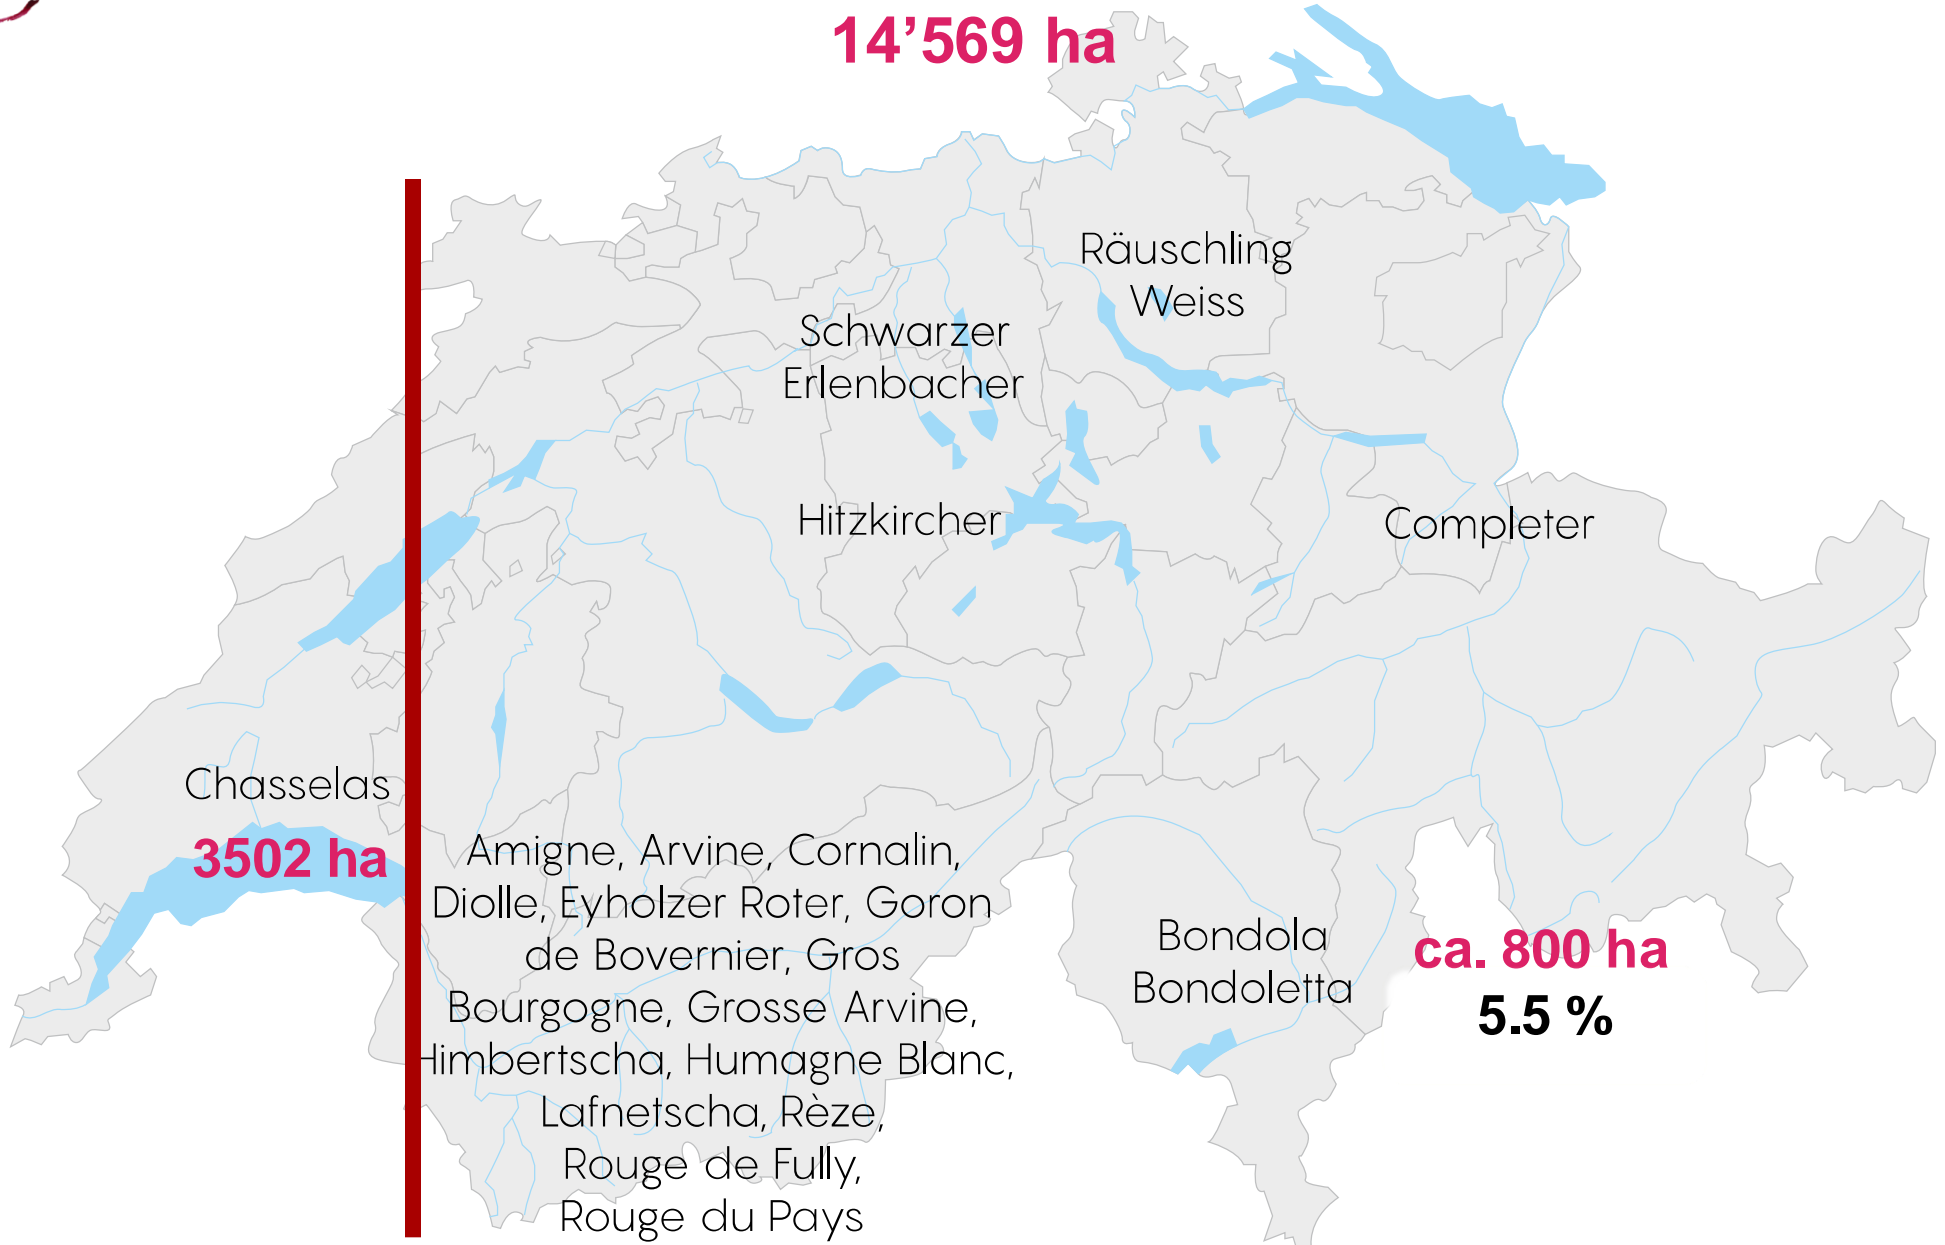 14’569 ha
Räuschling
Weiss
Schwarzer
Erlenbacher
Hitzkircher
Completer
Chasselas
3502 ha
Amigne, Arvine, Cornalin,
Diolle, Eyholzer Roter, Goron
de Bovernier, Gros
Bourgogne, Grosse Arvine,
Himbertscha, Humagne Blanc,
Lafnetscha, Rèze,
Rouge de Fully,
Rouge du Pays
Bondola
Bondoletta
ca. 800 ha
5.5 %